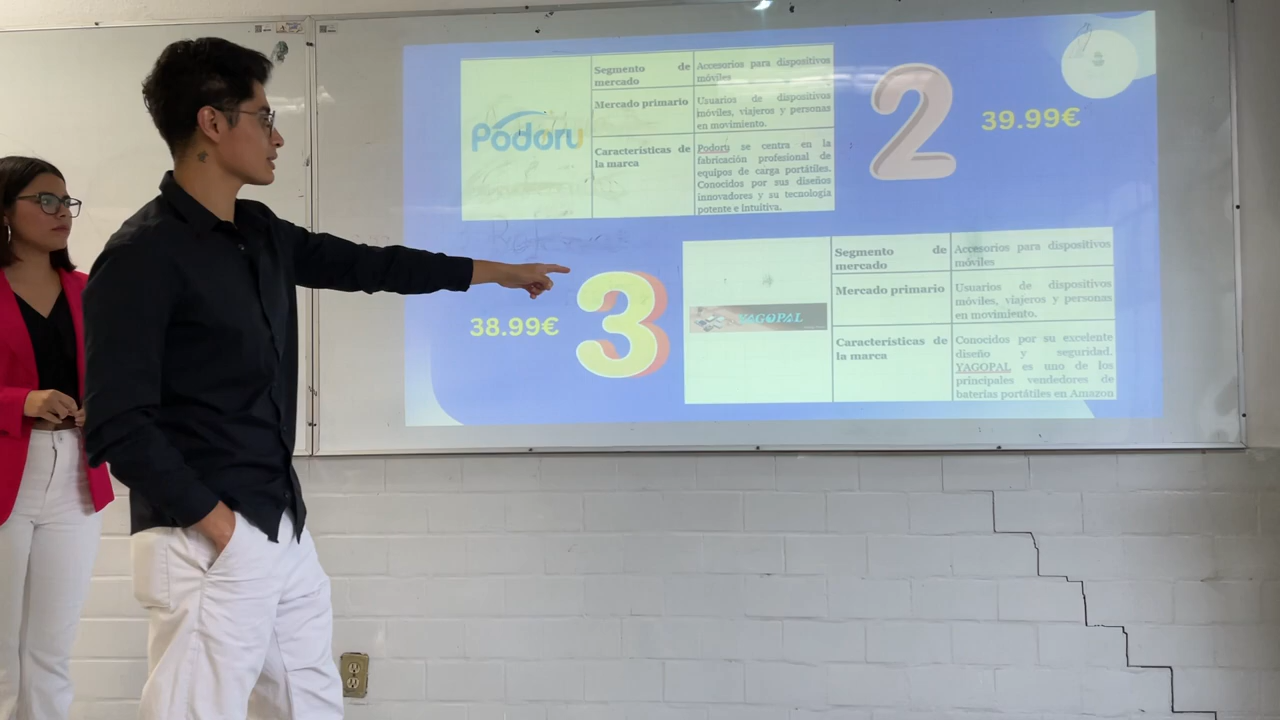 Podoru
Segmento de
mercado
Accesorios para dispositivos
móviles
Mercado primario
Usuarios de dispositivos
móviles, viajeros y personas
en movimiento.
Características de
la marca
Podoru se centra en la
fabricación profesional de
equipos de carga portátiles.
Conocidos por sus diseños
innovadores y su tecnología
potente e intuitiva.
2
39.99€
38.99€
3
YAGOPAL
Segmento de
mercado
Accesorios para dispositivos
móviles
Mercado primario
Usuarios de dispositivos
móviles, viajeros y personas
en movimiento.
Características de
la marca
Conocidos por su excelente
diseño y seguridad.
YAGOPAL es uno de los
principales vendedores de
baterías portátiles en Amazon